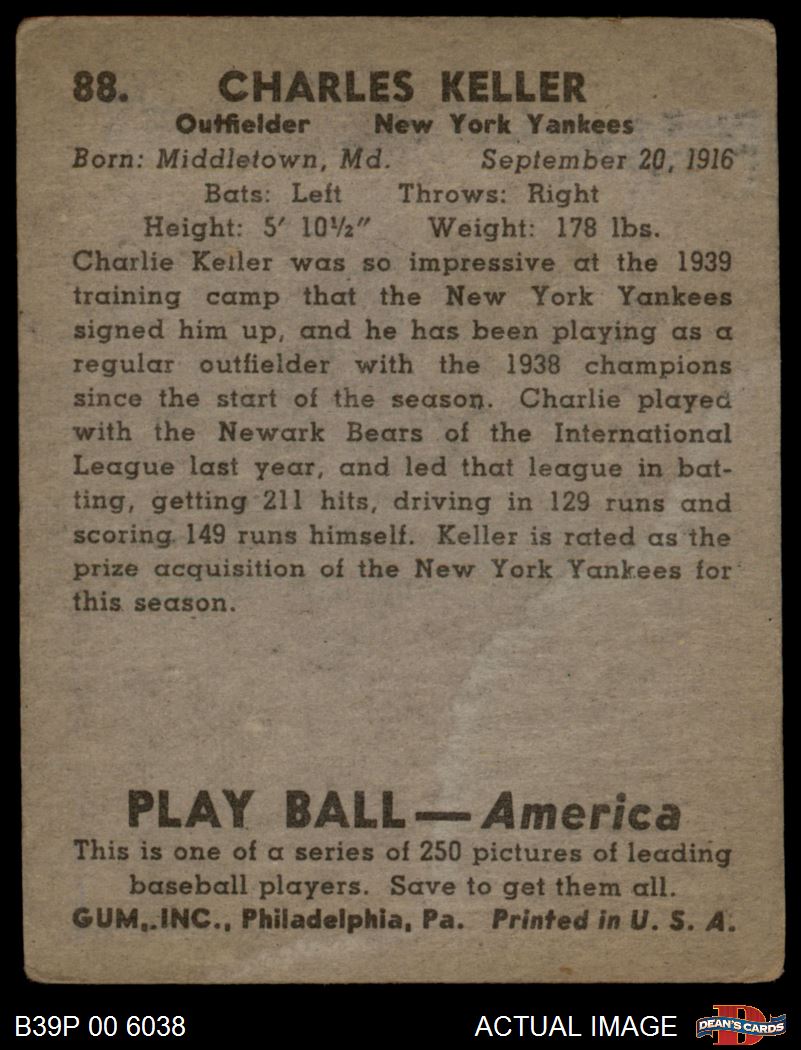 88. CHARLES KELLER
Outfielder New York Yankees
Born: Middletown, Md. September 20, 1916
Bats: Left Throws: Right
Height: 5′ 10½″ Weight: 178 lbs.
Charlie Keller was so impressive at the 1939
training camp that the New York Yankees
signed him up, and he has been playing as a
regular outfielder with the 1938 champions
since the start of the season. Charlie played
with the Newark Bears of the International
League last year, and led that league in bat-
ting, getting 211 hits, driving in 129 runs and
scoring 149 runs himself. Keller is rated as the
prize acquisition of the New York Yankees for
this season.
PLAY BALL—America
This is one of a series of 250 pictures of leading
baseball players. Save to get them all.
GUM, INC., Philadelphia, Pa. Printed in U. S. A.
B39P 00 6038 ACTUAL IMAGE D DEAN'S CARDS